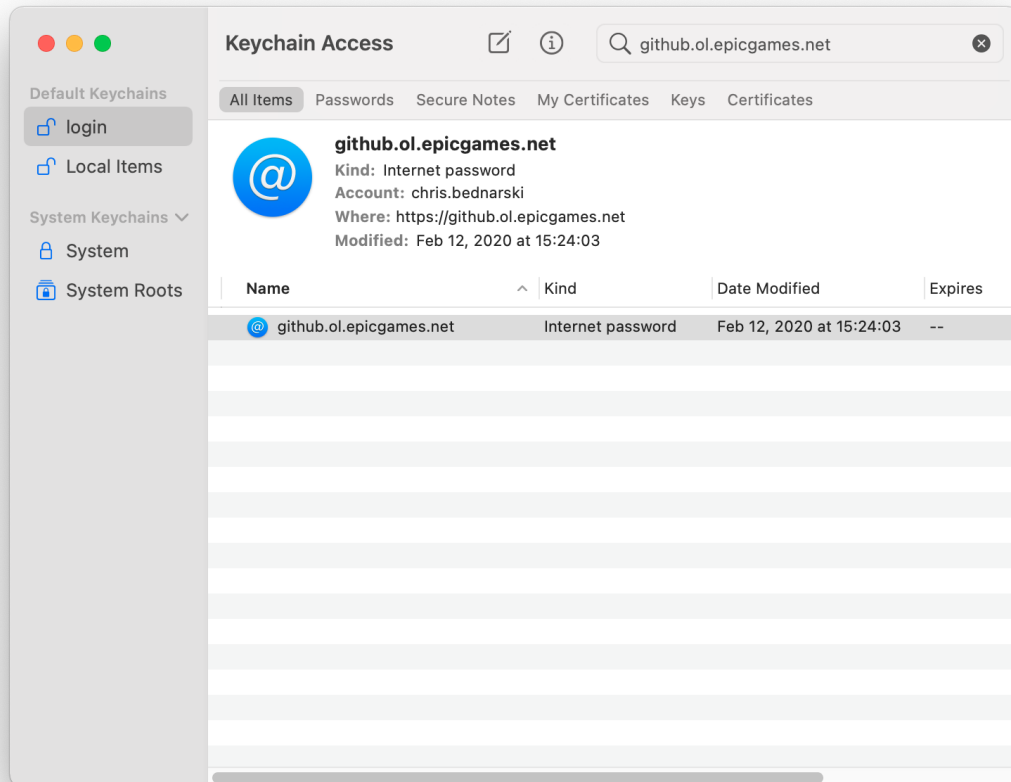 Keychain Access
github.ol.epicgames.net
Default Keychains
login
Local Items
System Keychains
System
System Roots
All Items Passwords Secure Notes My Certificates Keys Certificates
@
github.ol.epicgames.net
Kind: Internet password
Account: chris.bednarski
Where: https://github.ol.epicgames.net
Modified: Feb 12, 2020 at 15:24:03
Name Kind Date Modified Expires
@ github.ol.epicgames.net Internet password Feb 12, 2020 at 15:24:03 --